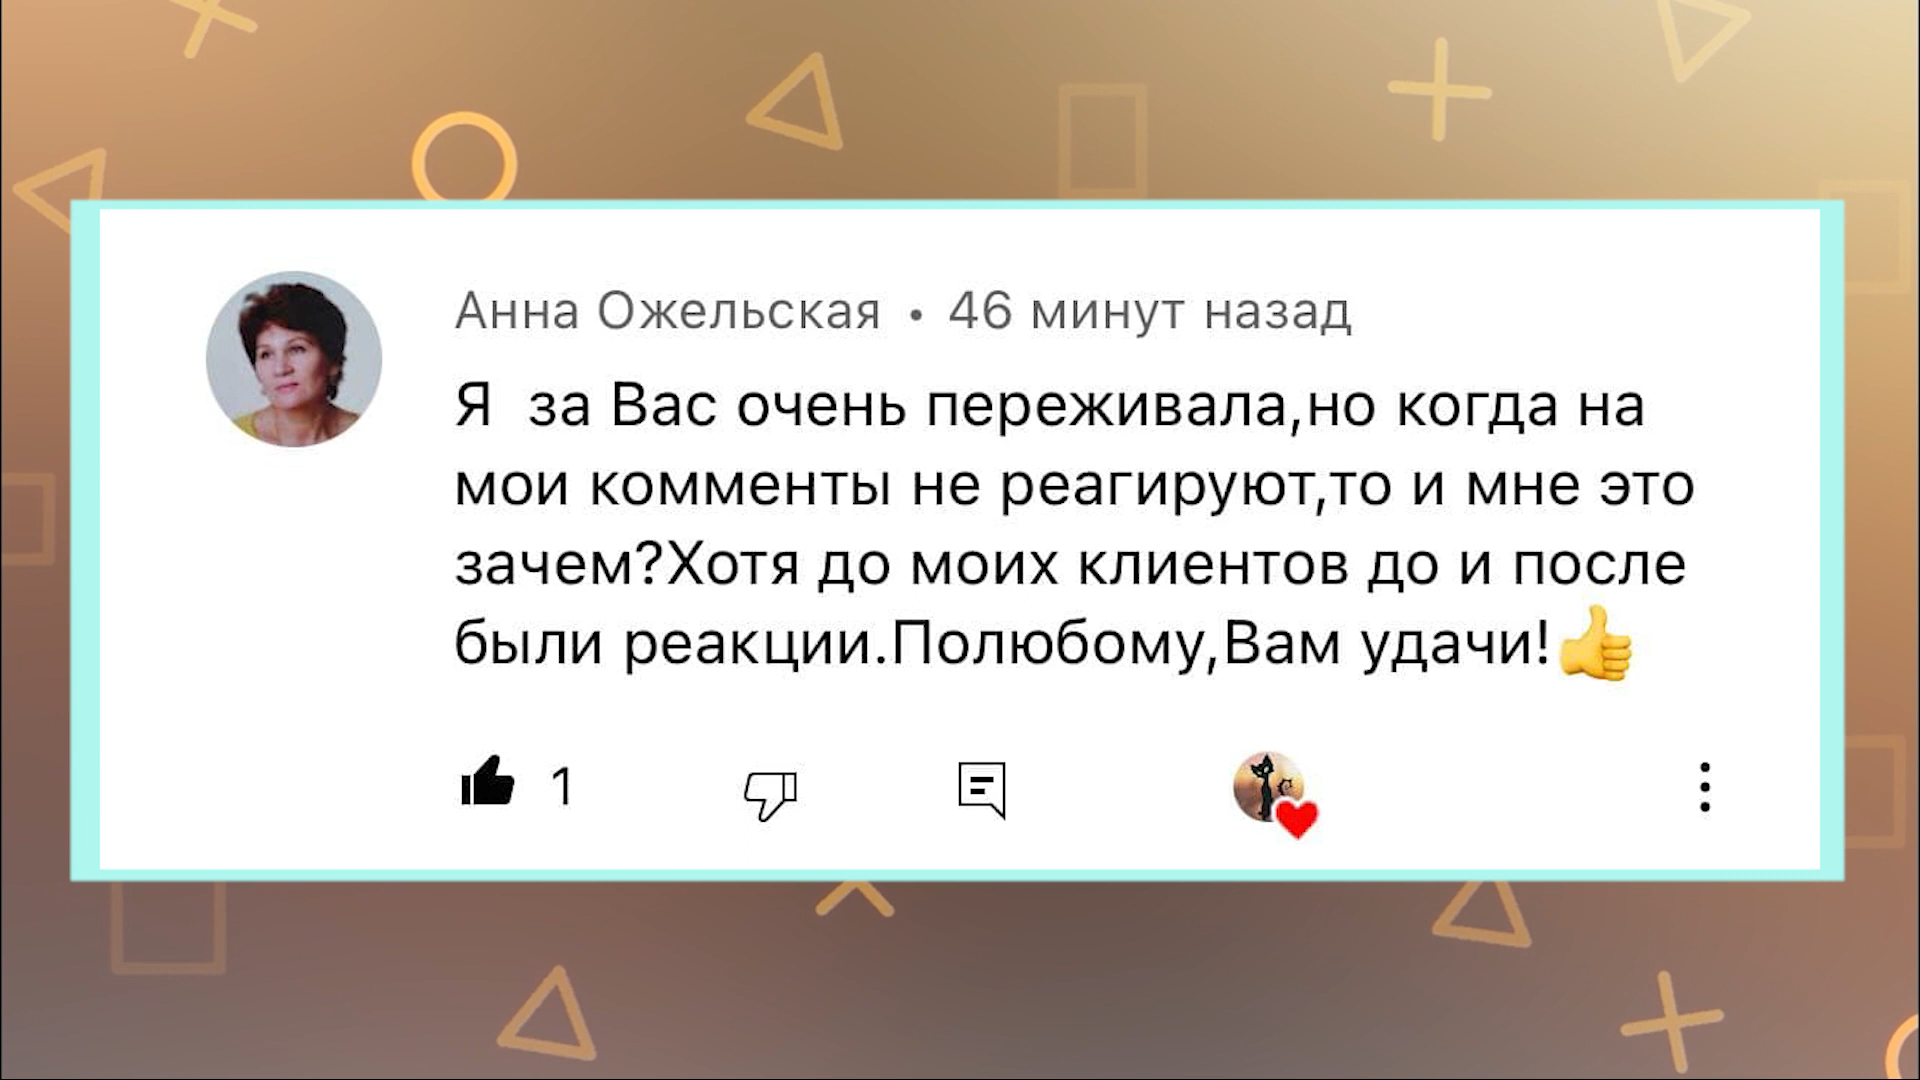 Анна Ожельская • 46 минут назад
Я за Вас очень переживала,но когда на
мои комменты не реагируют,то и мне это
зачем?Хотя до моих клиентов до и после
были реакции.Полюбому,Вам удачи!👍
1